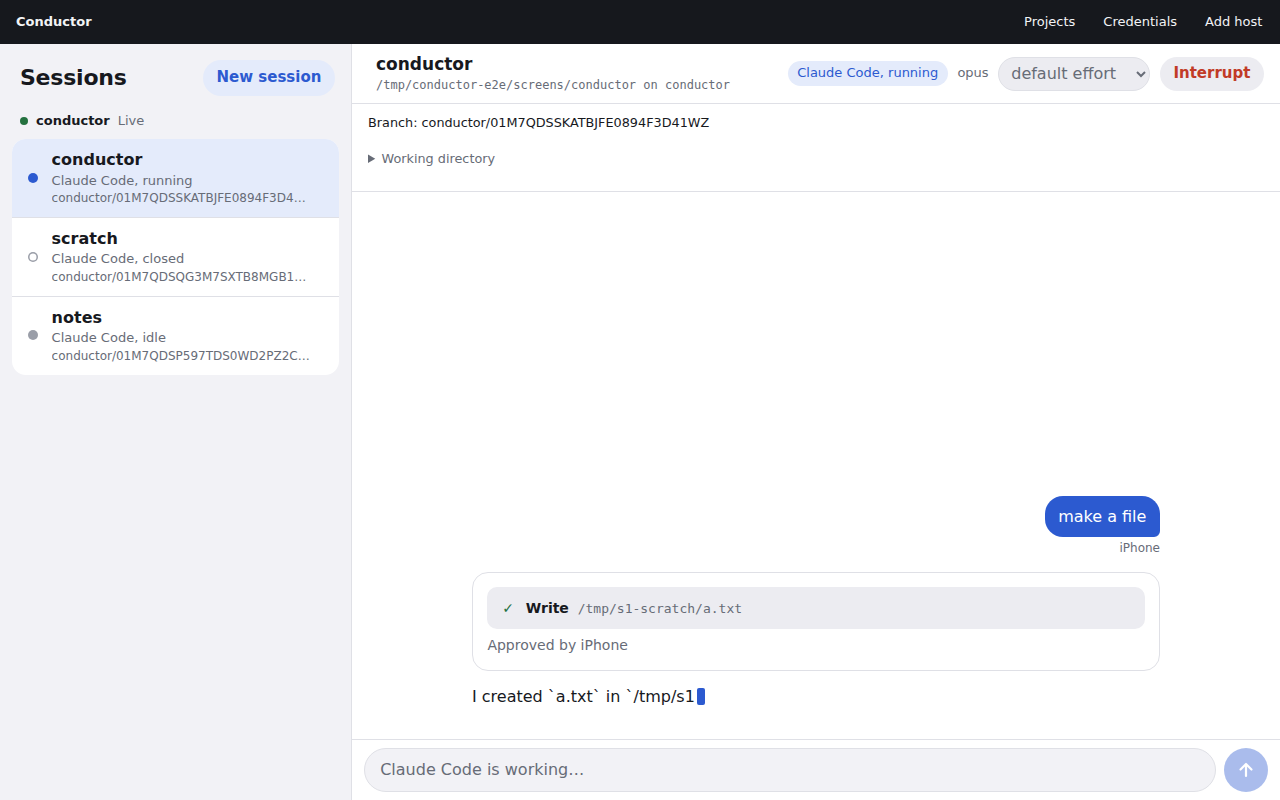 Conductor
Projects
Credentials
Add host
Sessions
New session
conductor Live
conductor
Claude Code, running
conductor/01M7QDSSKATBJFE0894F3D4…
scratch
Claude Code, closed
conductor/01M7QDSQG3M7SXTB8MGB1…
notes
Claude Code, idle
conductor/01M7QDSP597TDS0WD2PZ2C…
conductor
/tmp/conductor-e2e/screens/conductor on conductor
Claude Code, running
opus
default effort
Interrupt
Branch: conductor/01M7QDSSKATBJFE0894F3D41WZ
Working directory
make a file
iPhone
✓ Write /tmp/s1-scratch/a.txt
Approved by iPhone
I created `a.txt` in `/tmp/s1
Claude Code is working…